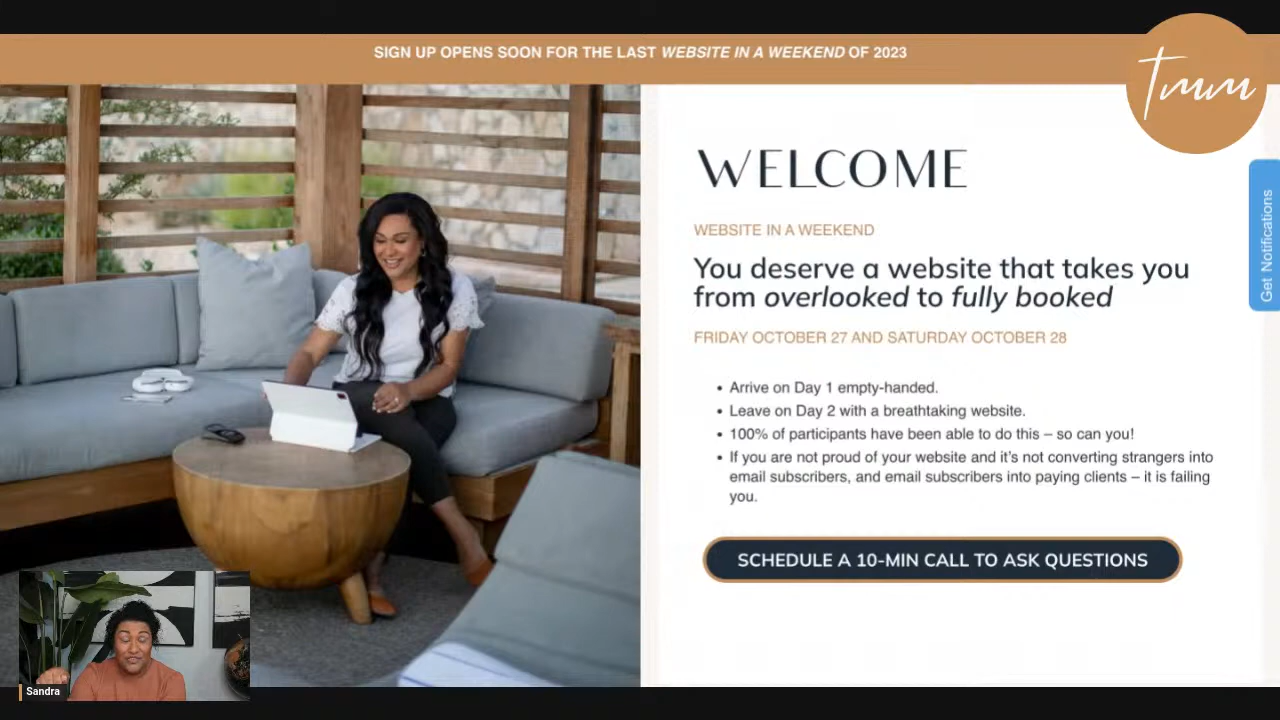 SIGN UP OPENS SOON FOR THE LAST WEBSITE IN A WEEKEND OF 2023
tmm
WELCOME
Get Notifications
WEBSITE IN A WEEKEND
You deserve a website that takes you
from overlooked to fully booked
FRIDAY OCTOBER 27 AND SATURDAY OCTOBER 28
• Arrive on Day 1 empty-handed.
• Leave on Day 2 with a breathtaking website.
• 100% of participants have been able to do this – so can you!
• If you are not proud of your website and it’s not converting strangers into
email subscribers, and email subscribers into paying clients – it is failing
you.
SCHEDULE A 10-MIN CALL TO ASK QUESTIONS
Sandra